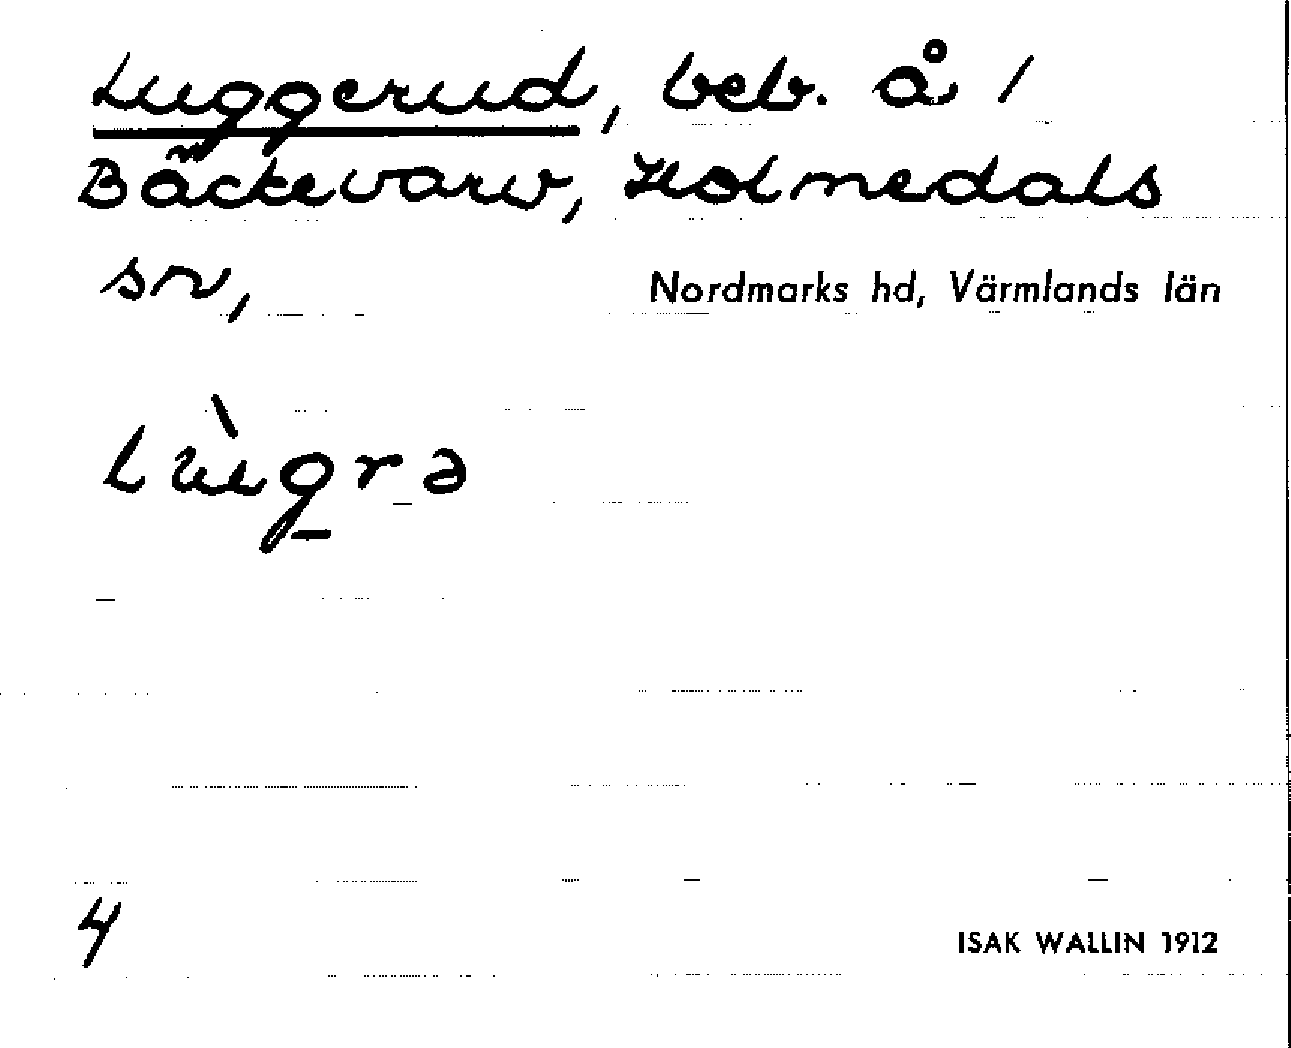 Luggerud, beb. å /
Bäckevarv, Holmedals
sn, Nordmarks hd, Värmlands län
lùgrə
4 ISAK WALLIN 1912